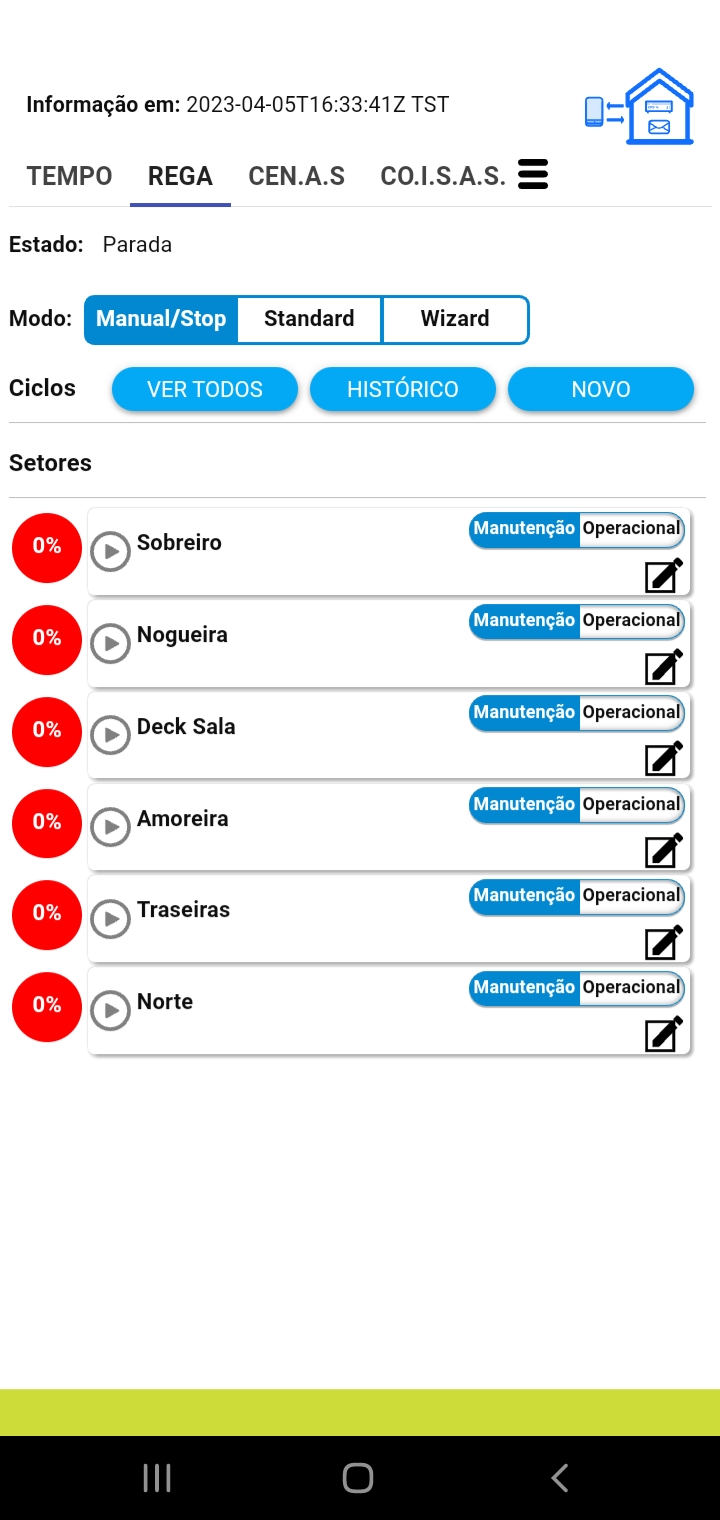 Informação em: 2023-04-05T16:33:41Z TST
TEMPO REGA CEN.A.S CO.I.S.A.S.
Estado: Parada
Modo: Manual/Stop Standard Wizard
Ciclos VER TODOS HISTÓRICO NOVO
Setores
0% Sobreiro Manutenção Operacional
0% Nogueira Manutenção Operacional
0% Deck Sala Manutenção Operacional
0% Amoreira Manutenção Operacional
0% Traseiras Manutenção Operacional
0% Norte Manutenção Operacional